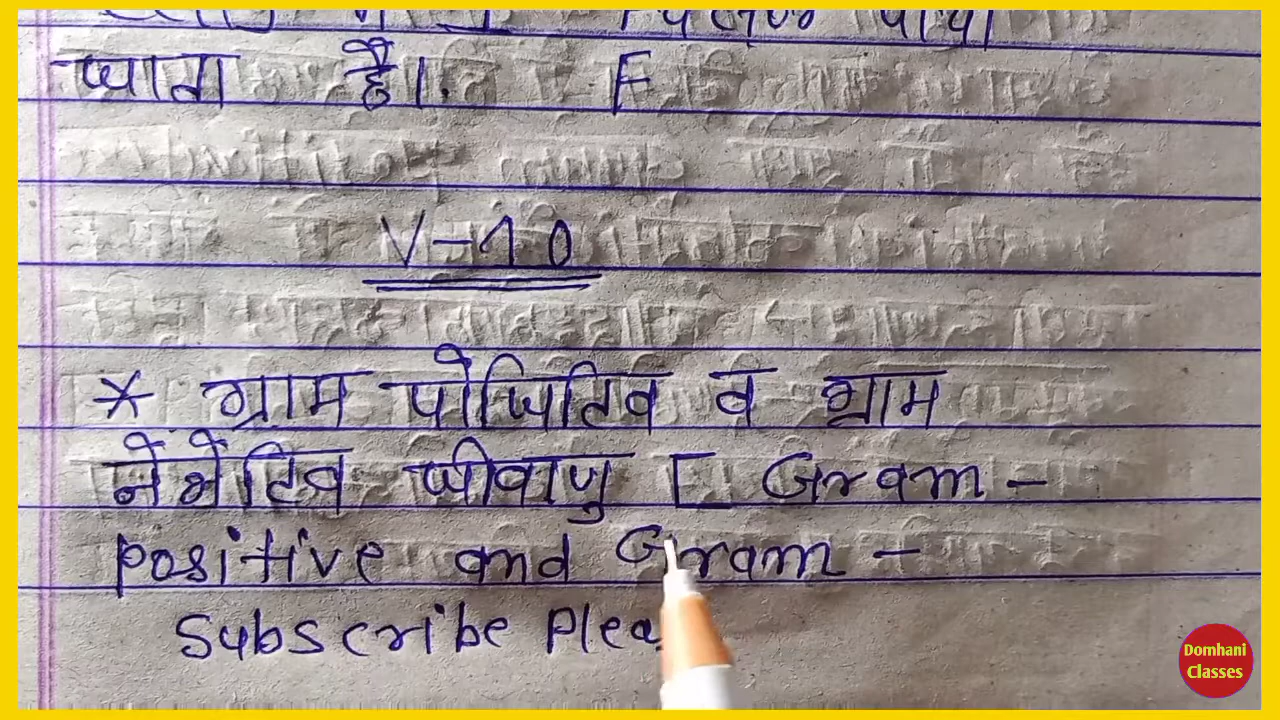 जाता है। F
V-10
* ग्राम पोजिटिव व ग्राम
नेगेटिव जीवाणु [ Gram -
positive and Gram -
Subscribe Plea
Domhani
Classes